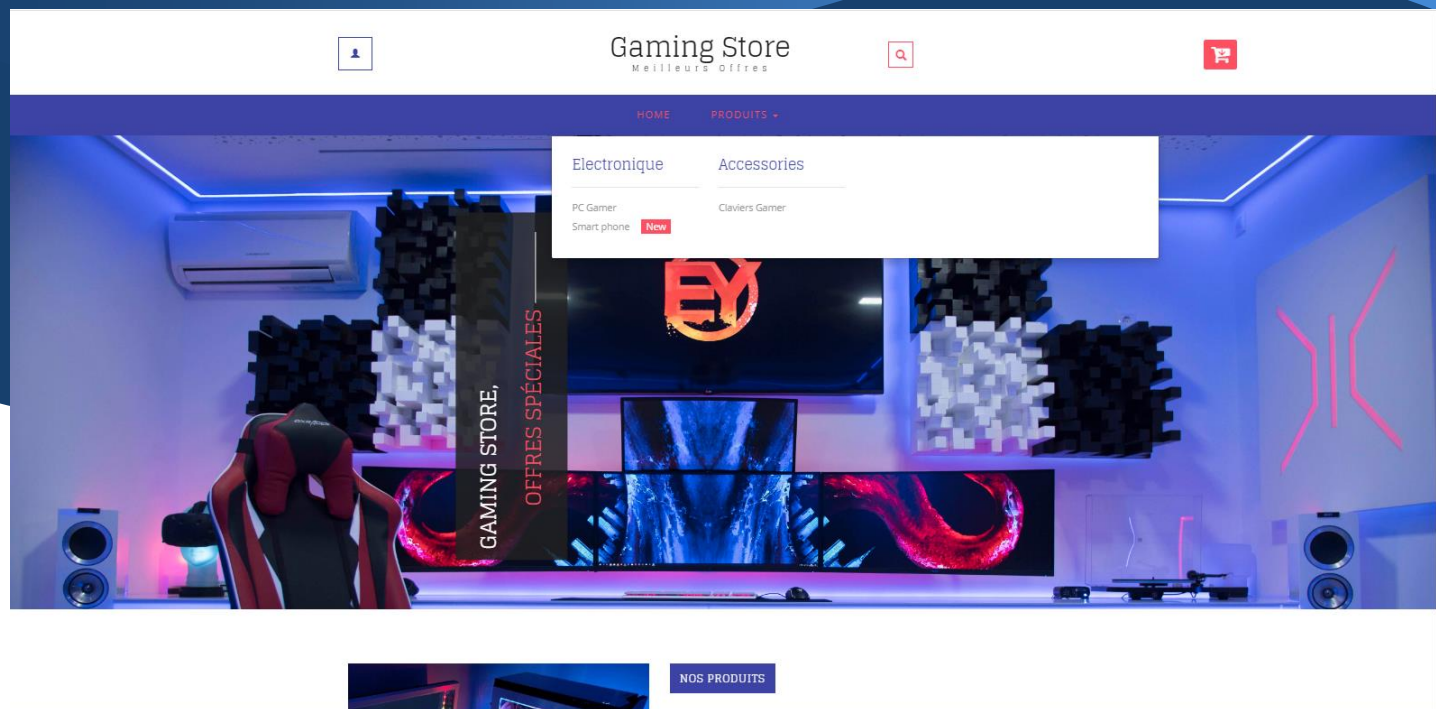 Gaming Store
Meilleurs Offres
HOME
PRODUITS
Electronique
Accessories
PC Gamer
Claviers Gamer
Smart phone
New
EY
GAMING STORE,
OFFRES SPÉCIALES
NOS PRODUITS